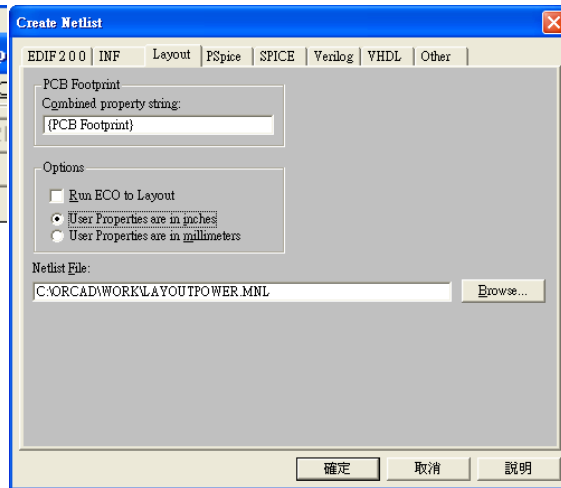 Create Netlist
EDIF 2 0 0 INF Layout PSpice SPICE Verilog VHDL Other
PCB Footprint
Combined property string:
{PCB Footprint}
Options
Run ECO to Layout
User Properties are in inches
User Properties are in millimeters
Netlist File:
C:\ORCAD\WORK\LAYOUTPOWER.MNL
Browse...
確定 取消 說明